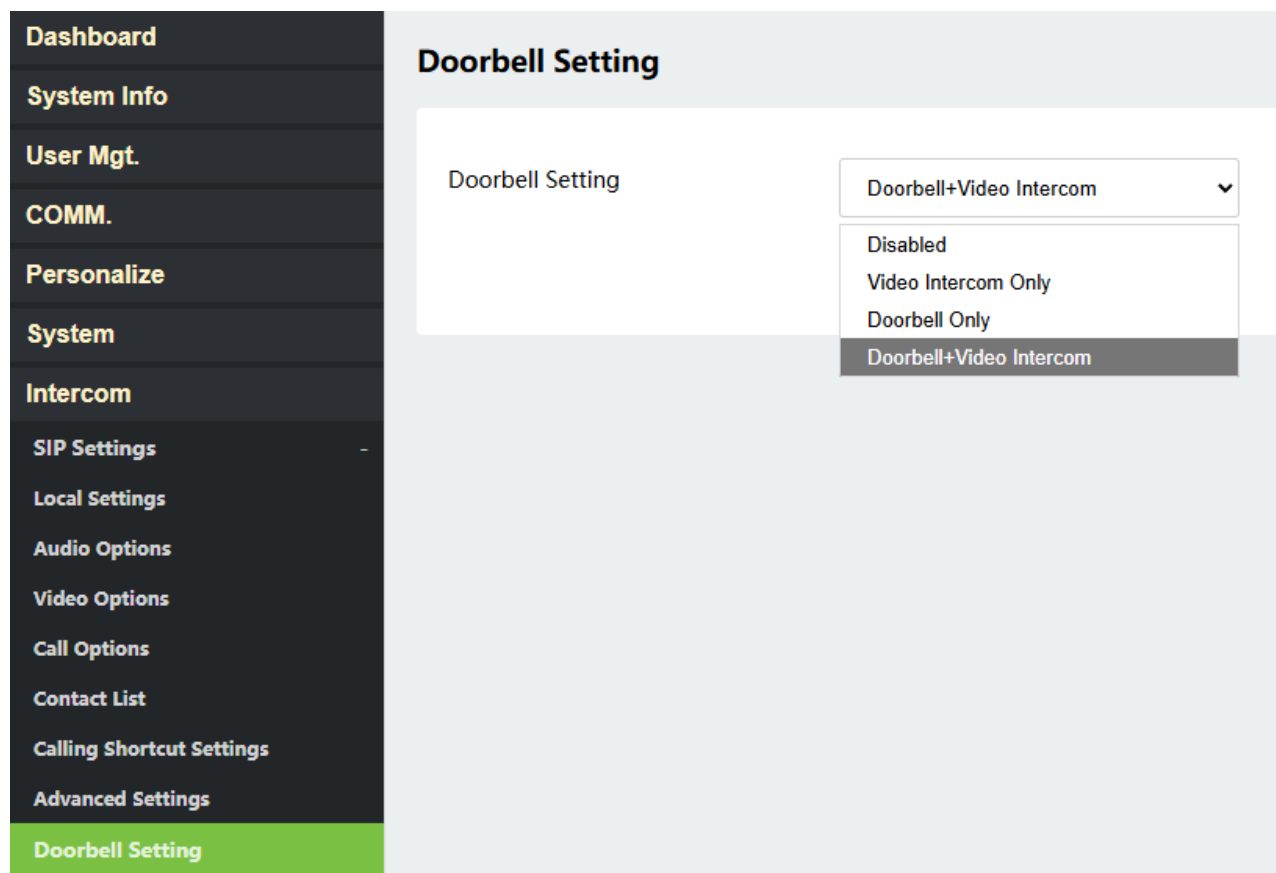 Dashboard
System Info
User Mgt.
COMM.
Personalize
System
Intercom
SIP Settings -
Local Settings
Audio Options
Video Options
Call Options
Contact List
Calling Shortcut Settings
Advanced Settings
Doorbell Setting
Doorbell Setting
Doorbell Setting
Doorbell+Video Intercom
Disabled
Video Intercom Only
Doorbell Only
Doorbell+Video Intercom